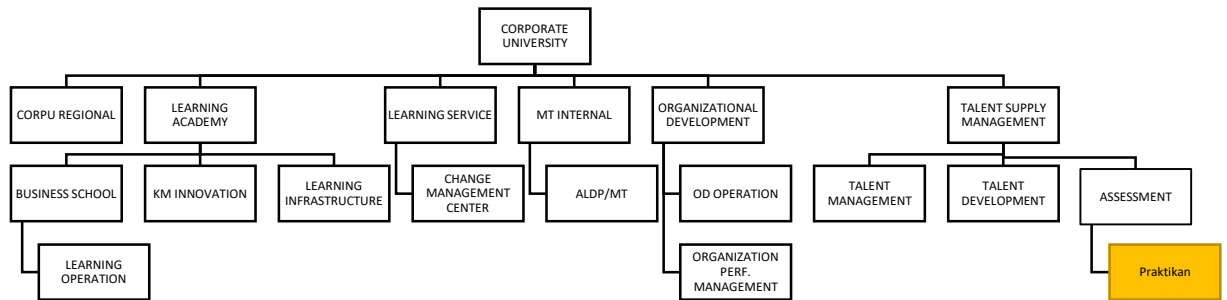 CORPORATE
UNIVERSITY
CORPU REGIONAL
LEARNING
ACADEMY
LEARNING SERVICE
MT INTERNAL
ORGANIZATIONAL
DEVELOPMENT
TALENT SUPPLY
MANAGEMENT
BUSINESS SCHOOL
KM INNOVATION
LEARNING
INFRASTRUCTURE
CHANGE
MANAGEMENT
CENTER
ALDP/MT
OD OPERATION
TALENT
MANAGEMENT
TALENT
DEVELOPMENT
ASSESSMENT
LEARNING
OPERATION
ORGANIZATION
PERF.
MANAGEMENT
Praktikan